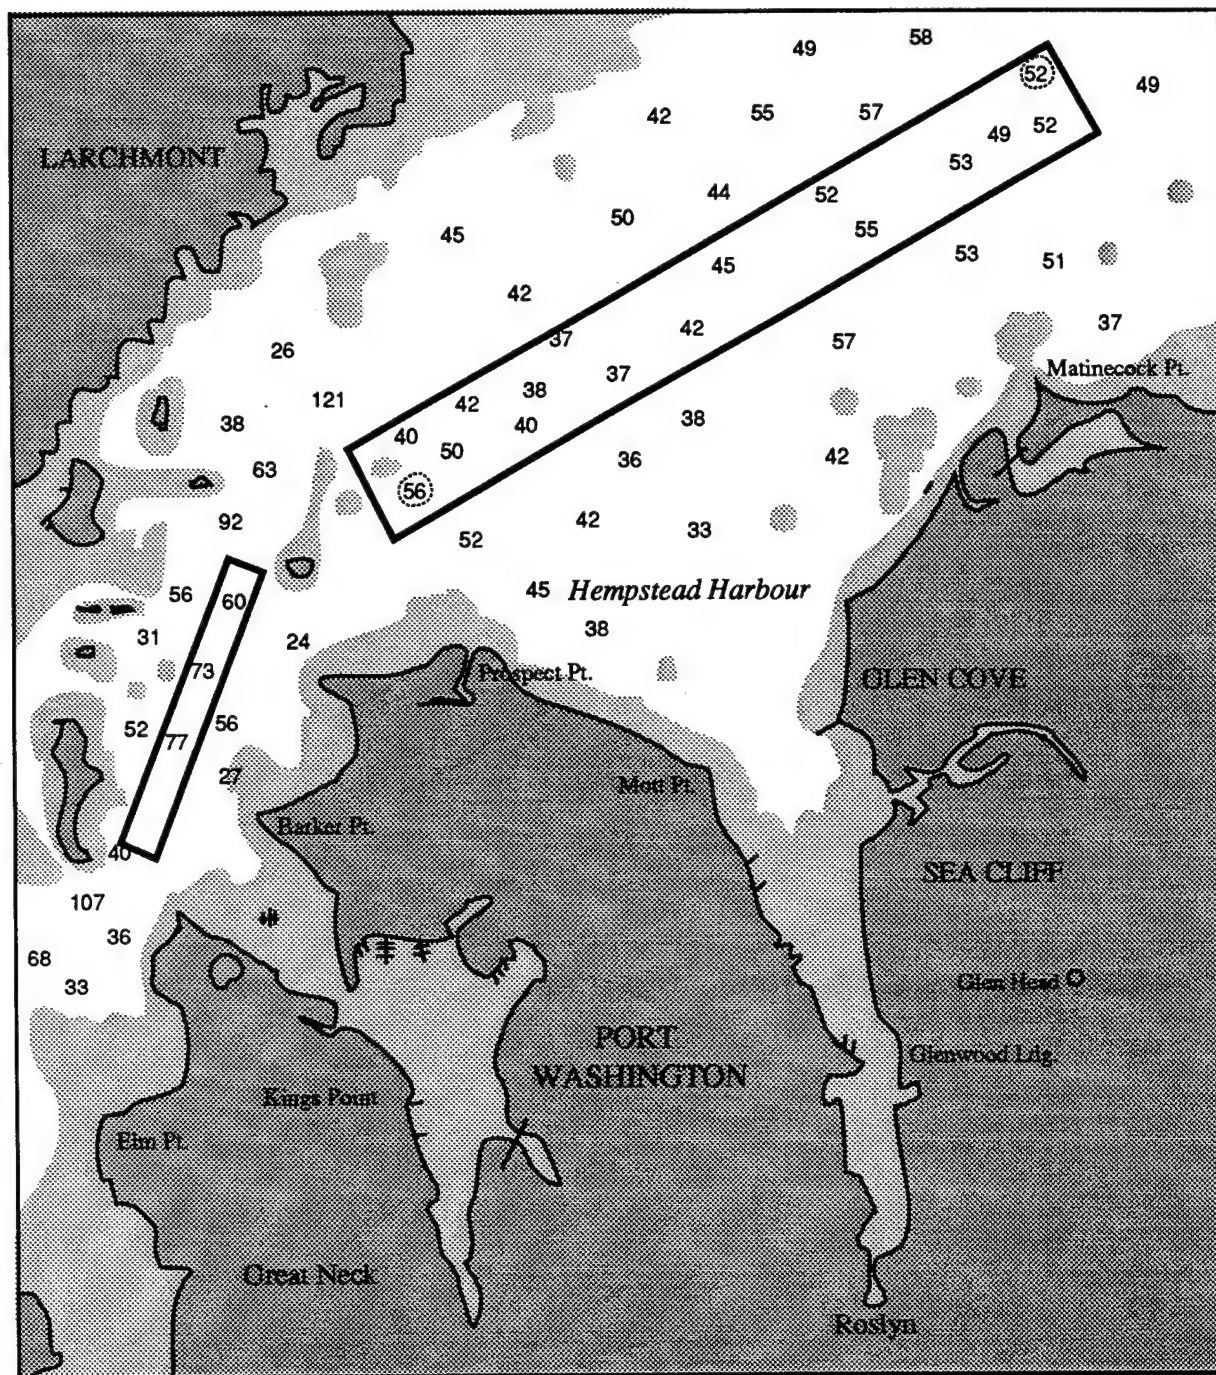 49 58
52
49
42 55 57
52
49
LARCHMONT
53
44 52
50
45 55
53 51
45
42
37
42
37 57
26
Matinecock Pt.
37
38
121 42
38 40 38
40
50 36 42
63
56
92 42
33
52
56 60 45 Hempstead Harbour
31 24 38
73 Prospect Pt. GLEN COVE
52 56
77
27 Mott Pt.
Barker Pt.
40
SEA CLIFF
107
36
68
33 Glen Head
PORT
WASHINGTON
Glenwood Ldg.
Kings Point
Elm Pt.
Great Neck
Roslyn